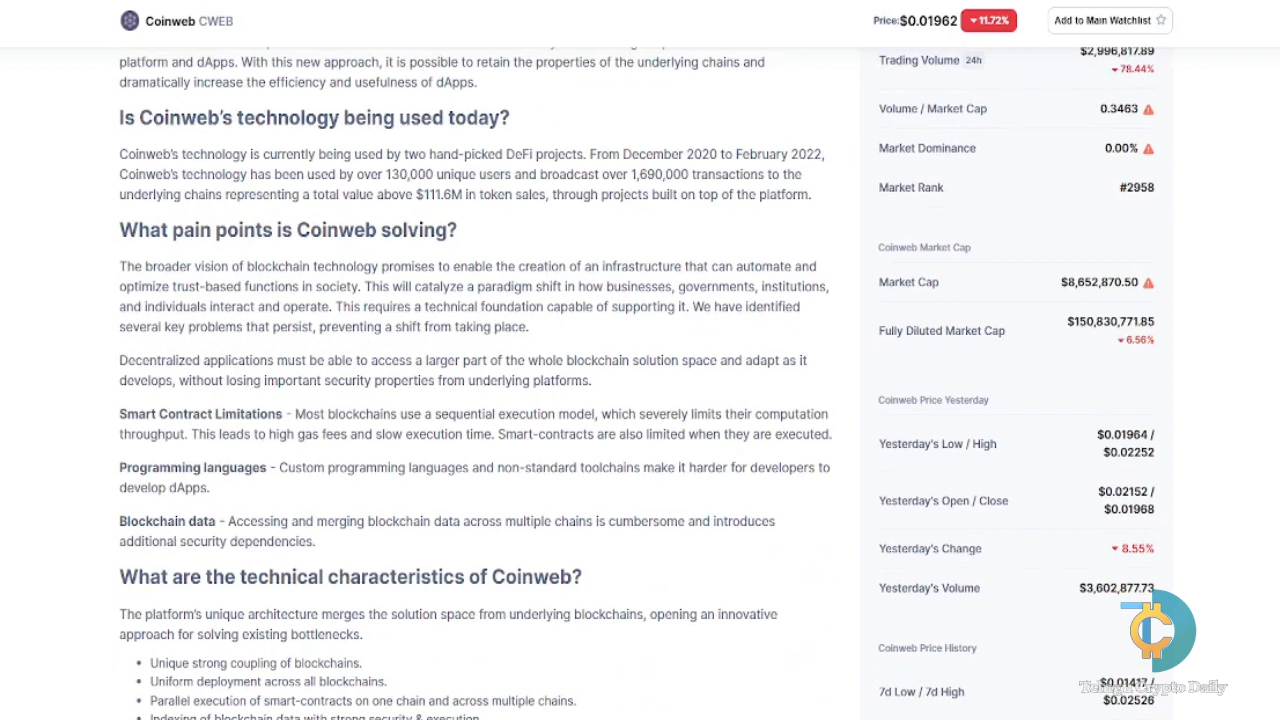 Coinweb CWEB
Price:$0.01962 11.72%
Add to Main Watchlist
platform and dApps. With this new approach, it is possible to retain the properties of the underlying chains and
dramatically increase the efficiency and usefulness of dApps.
Is Coinweb's technology being used today?
Coinweb's technology is currently being used by two hand-picked DeFi projects. From December 2020 to February 2022,
Coinweb's technology has been used by over 130,000 unique users and broadcast over 1,690,000 transactions to the
underlying chains representing a total value above $111.6M in token sales, through projects built on top of the platform.
What pain points is Coinweb solving?
The broader vision of blockchain technology promises to enable the creation of an infrastructure that can automate and
optimize trust-based functions in society. This will catalyze a paradigm shift in how businesses, governments, institutions,
and individuals interact and operate. This requires a technical foundation capable of supporting it. We have identified
several key problems that persist, preventing a shift from taking place.
Decentralized applications must be able to access a larger part of the whole blockchain solution space and adapt as it
develops, without losing important security properties from underlying platforms.
Smart Contract Limitations - Most blockchains use a sequential execution model, which severely limits their computation
throughput. This leads to high gas fees and slow execution time. Smart-contracts are also limited when they are executed.
Programming languages - Custom programming languages and non-standard toolchains make it harder for developers to
develop dApps.
Blockchain data - Accessing and merging blockchain data across multiple chains is cumbersome and introduces
additional security dependencies.
What are the technical characteristics of Coinweb?
The platform's unique architecture merges the solution space from underlying blockchains, opening an innovative
approach for solving existing bottlenecks.
• Unique strong coupling of blockchains.
• Uniform deployment across all blockchains.
• Parallel execution of smart-contracts on one chain and across multiple chains.
• Indexing of blockchain data with strong security & execution
$2,996,817.89
Trading Volume 24h
78.44%
Volume / Market Cap 0.3463
Market Dominance 0.00%
Market Rank #2958
Coinweb Market Cap
Market Cap $8,652,870.50
$150,830,771.85
Fully Diluted Market Cap
6.56%
Coinweb Price Yesterday
$0.01964 /
Yesterday's Low / High
$0.02252
$0.02152 /
Yesterday's Open / Close
$0.01968
Yesterday's Change 8.55%
Yesterday's Volume $3,602,877.73
Coinweb Price History
$0.01417 /
7d Low / 7d High
$0.02526
Telugu Crypto Daily